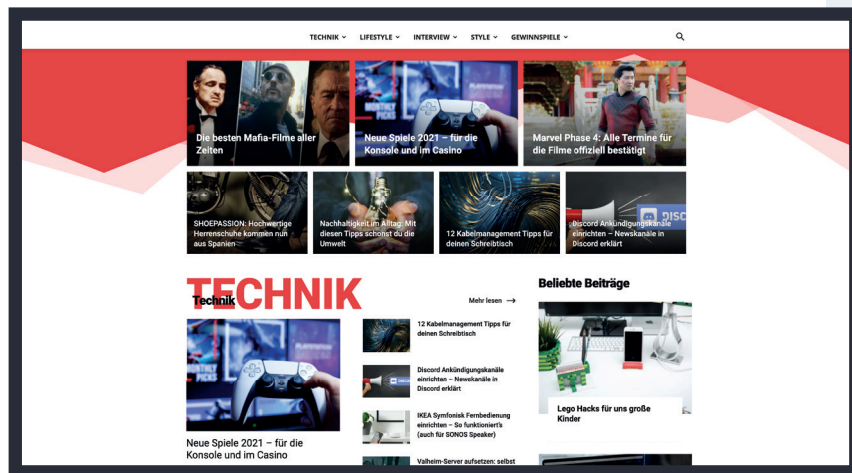 TECHNIK LIFESTYLE INTERVIEW STYLE GEWINNSPIELE
Die besten Mafia-Filme aller
Zeiten
Neue Spiele 2021 – für die
Konsole und im Casino
Marvel Phase 4: Alle Termine für
die Filme offiziell bestätigt
SHOEPASSION: Hochwertige
Herrenschuhe kommen nun
aus Spanien
Nachhaltigkeit im Alltag: Mit
diesen Tipps schonst du die
Umwelt
12 Kabelmanagement Tipps für
deinen Schreibtisch
DISC
Discord Ankündigungskanäle
einrichten – Newskanäle in
Discord erklärt
TECHNIK
Technik
Mehr lesen →
Beliebte Beiträge
MONTHLY
PICKS
Neue Spiele 2021 – für die
Konsole und im Casino
12 Kabelmanagement Tipps für
deinen Schreibtisch
Discord Ankündigungskanäle
einrichten – Newskanäle in
Discord erklärt
IKEA Symfonisk Fernbedienung
einrichten – So funktioniert's
(auch für SONOS Speaker)
Valheim-Server aufsetzen: selbst
Lego Hacks für uns große
Kinder